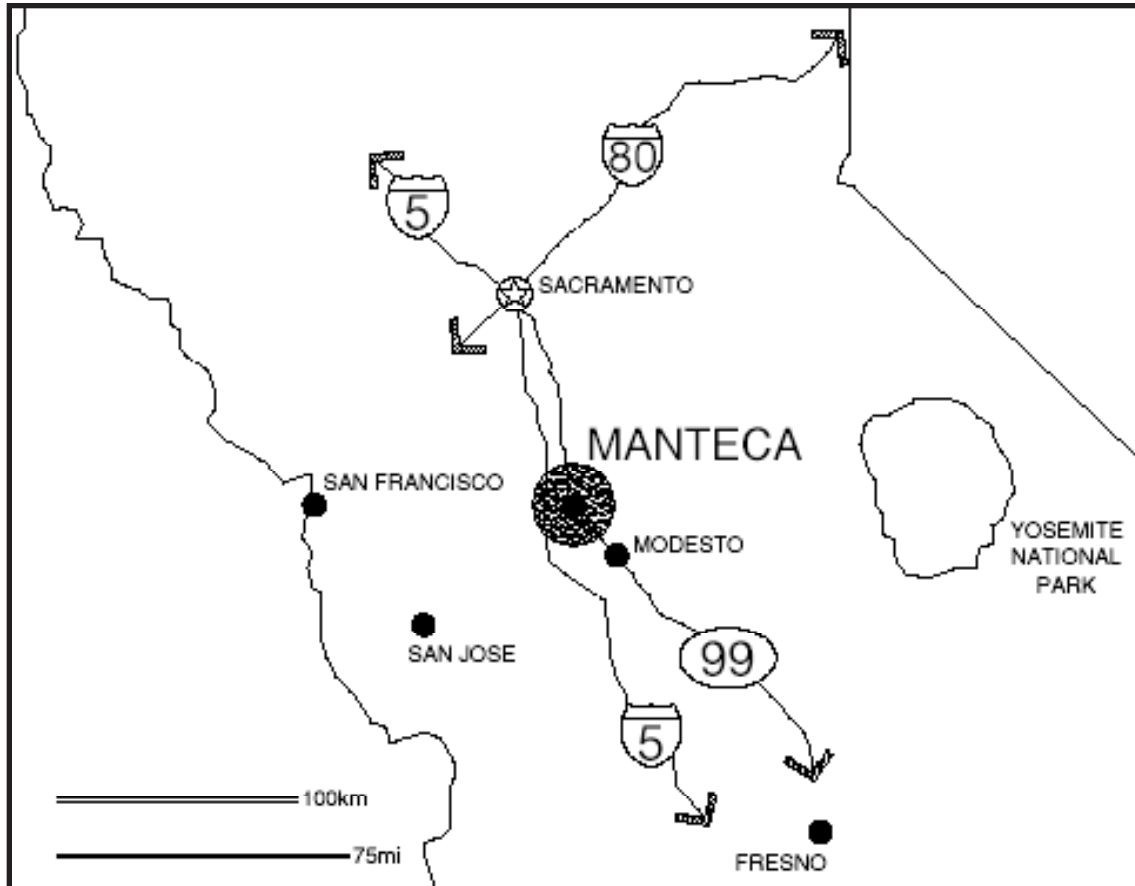 80
5
SACRAMENTO
MANTECA
SAN FRANCISCO
MODESTO
YOSEMITE
NATIONAL
PARK
SAN JOSE
99
5
100km
75mi
FRESNO